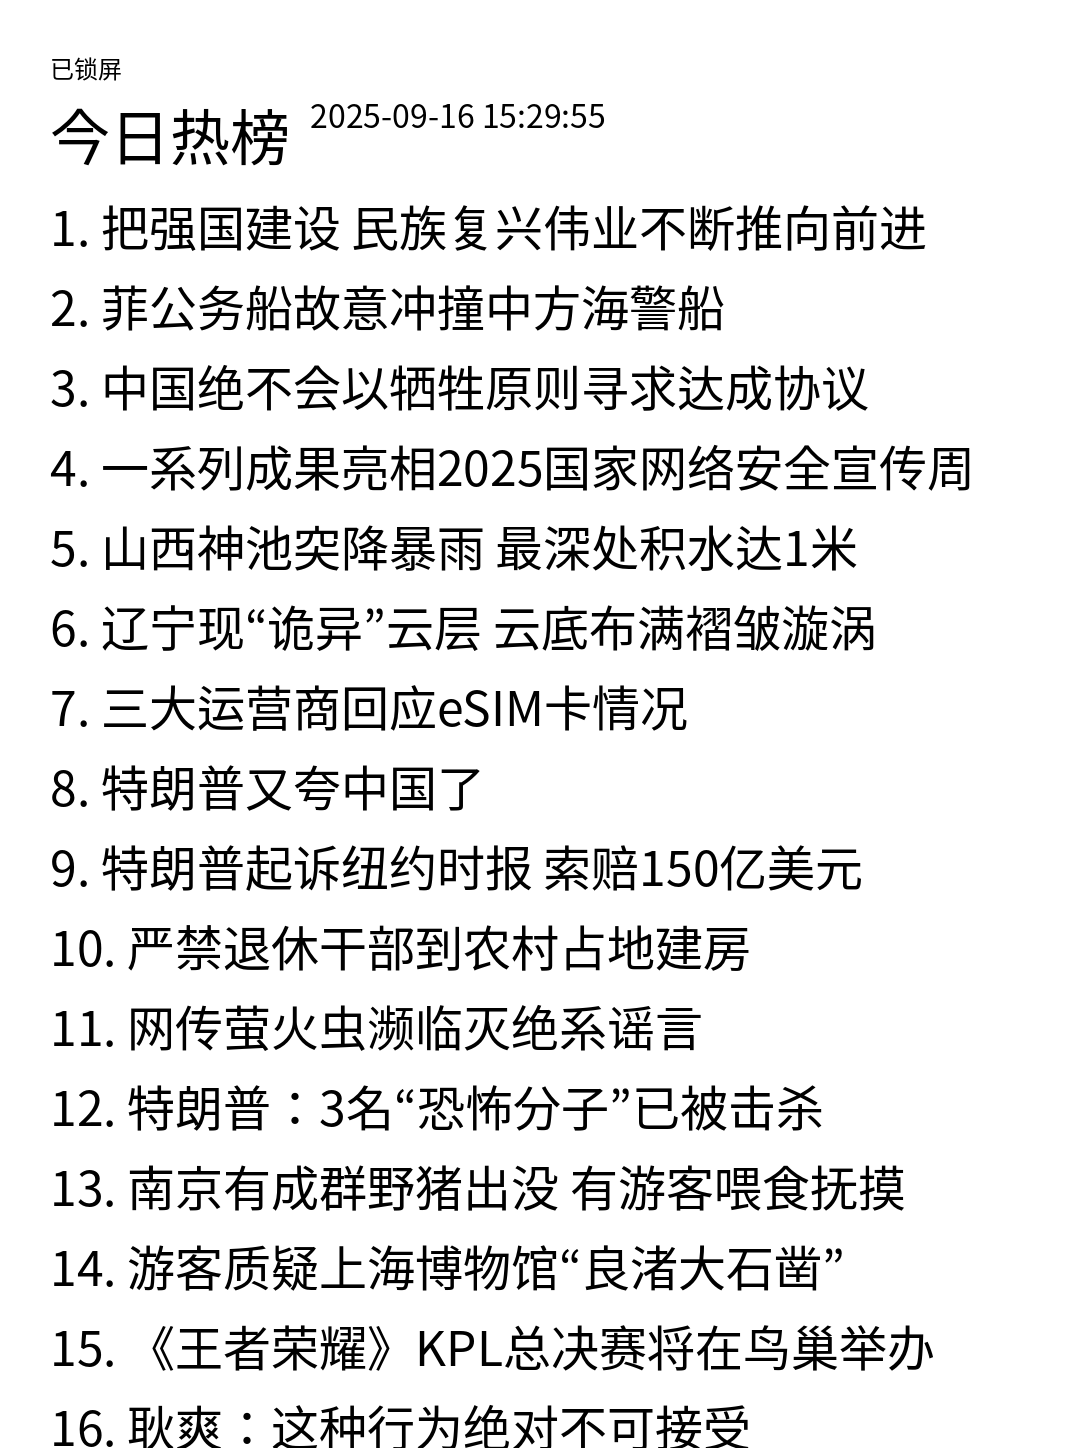 已锁屏
今日热榜 2025-09-16 15:29:55
1. 把强国建设 民族复兴伟业不断推向前进
2. 菲公务船故意冲撞中方海警船
3. 中国绝不会以牺牲原则寻求达成协议
4. 一系列成果亮相2025国家网络安全宣传周
5. 山西神池突降暴雨 最深处积水达1米
6. 辽宁现“诡异”云层 云底布满褶皱漩涡
7. 三大运营商回应eSIM卡情况
8. 特朗普又夸中国了
9. 特朗普起诉纽约时报 索赔150亿美元
10. 严禁退休干部到农村占地建房
11. 网传萤火虫濒临灭绝系谣言
12. 特朗普：3名“恐怖分子”已被击杀
13. 南京有成群野猪出没 有游客喂食抚摸
14. 游客质疑上海博物馆“良渚大石凿”
15. 《王者荣耀》KPL总决赛将在鸟巢举办
16. 耿爽：这种行为绝对不可接受